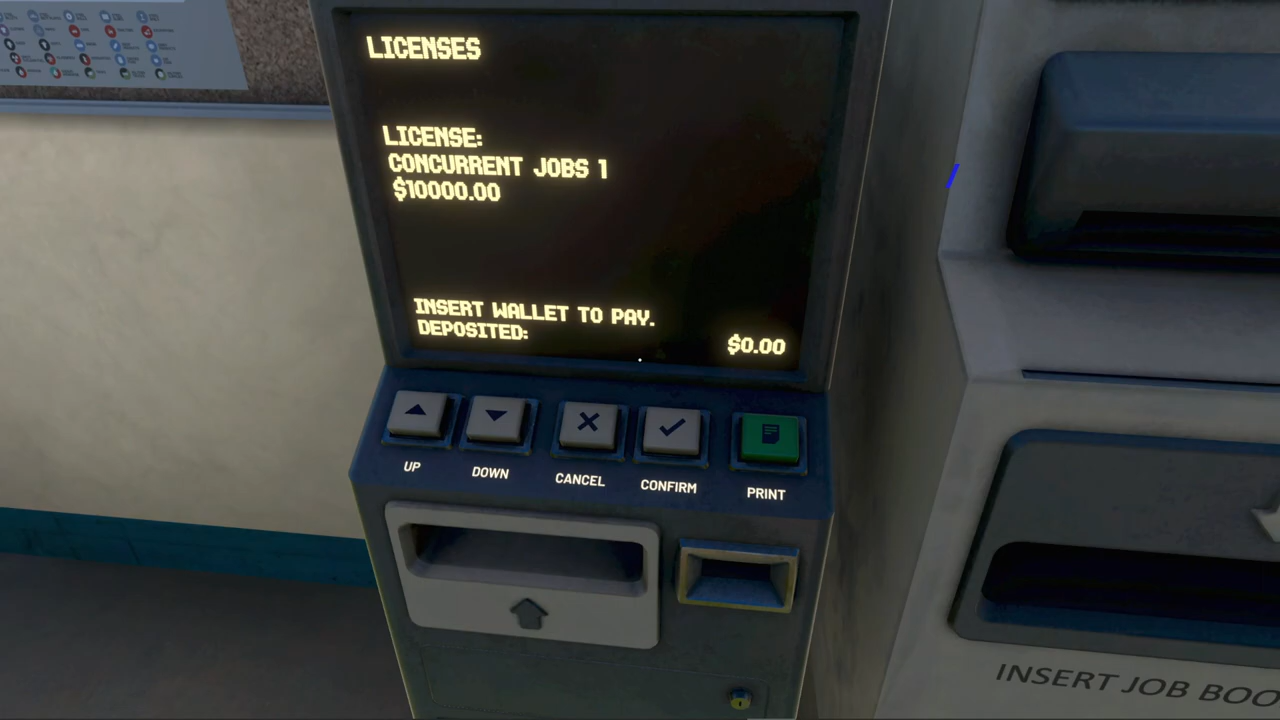 LICENSES
LICENSE:
CONCURRENT JOBS 1
$10000.00
INSERT WALLET TO PAY.
DEPOSITED:
$0.00
UP
DOWN
CANCEL
CONFIRM
PRINT
INSERT JOB BOO